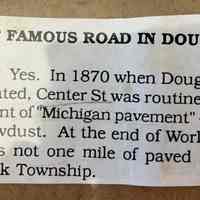 FAMOUS ROAD IN DOU
Yes. In 1870 when Doug
ated, Center St was routine
nt of "Michigan pavement"
wdust. At the end of Worl
s not one mile of paved
k Township.